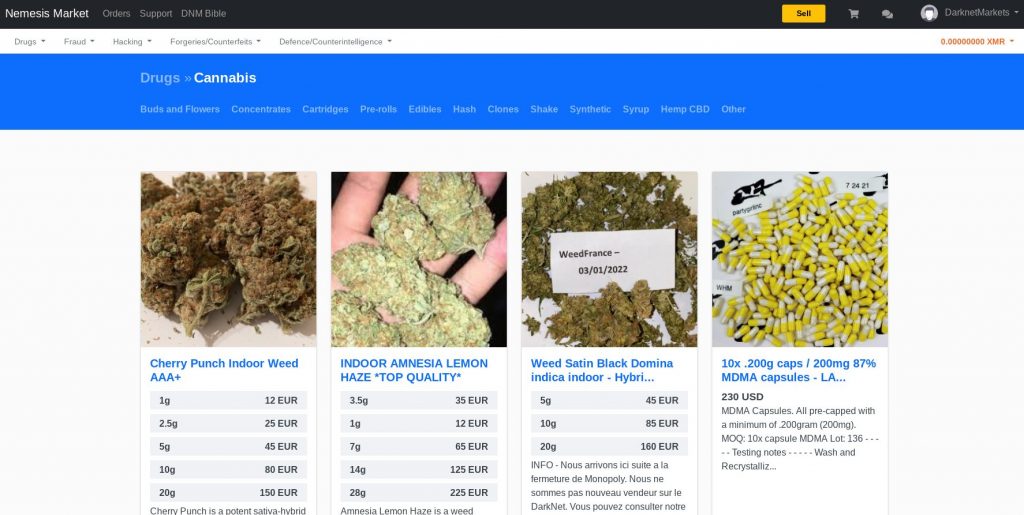 Nemesis Market Orders Support DNM Bible Sell DarknetMarkets
Drugs Fraud Hacking Forgeries/Counterfeits Defence/Counterintelligence 0.00000000 XMR
Drugs » Cannabis
Buds and Flowers Concentrates Cartridges Pre-rolls Edibles Hash Clones Shake Synthetic Syrup Hemp CBD Other
Cherry Punch Indoor Weed
AAA+
1g 12 EUR
2.5g 25 EUR
5g 45 EUR
10g 80 EUR
20g 150 EUR
Cherry Punch is a potent sativa-hybrid
INDOOR AMNESIA LEMON
HAZE *TOP QUALITY*
3.5g 35 EUR
1g 12 EUR
7g 65 EUR
14g 125 EUR
28g 225 EUR
Amnesia Lemon Haze is a weed
WeedFrance –
03/01/2022
Weed Satin Black Domina
indica indoor - Hybri...
5g 45 EUR
10g 85 EUR
20g 160 EUR
INFO - Nous arrivons ici suite a la
fermeture de Monopoly. Nous ne
sommes pas nouveau vendeur sur le
DarkNet. Vous pouvez consulter notre
7 24 21
partygirlinc
WHM
10x .200g caps / 200mg 87%
MDMA capsules - LA...
230 USD
MDMA Capsules. All pre-capped with
a minimum of .200gram (200mg).
MOQ: 10x capsule MDMA Lot: 136 - - -
- - Testing notes - - - - - Wash and
Recrystalliz...